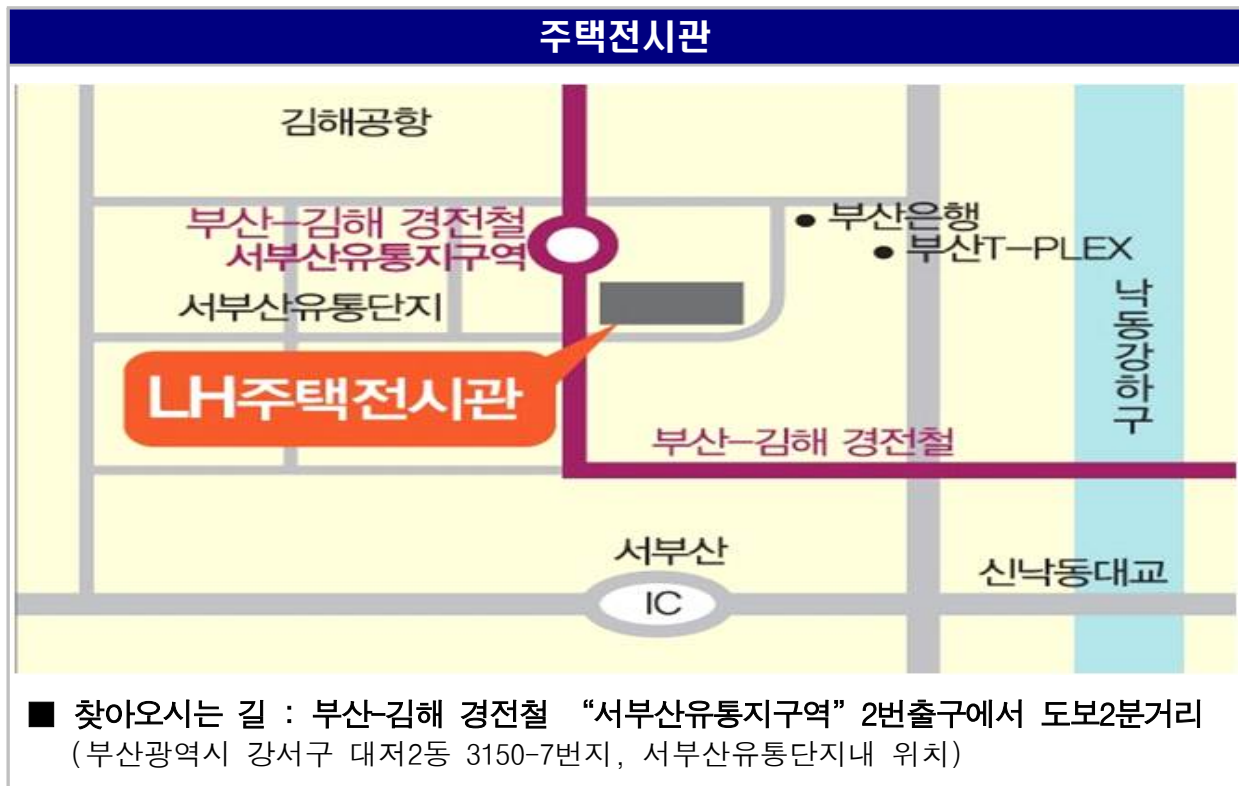 주택전시관
김해공항
부산-김해 경전철
서부산유통지구역
● 부산은행
● 부산T-PLEX
서부산유통단지
낙동강하구
LH주택전시관
부산-김해 경전철
서부산
IC
신낙동대교
■ 찾아오시는 길 : 부산-김해 경전철 “서부산유통지구역” 2번출구에서 도보2분거리
(부산광역시 강서구 대저2동 3150-7번지, 서부산유통단지내 위치)